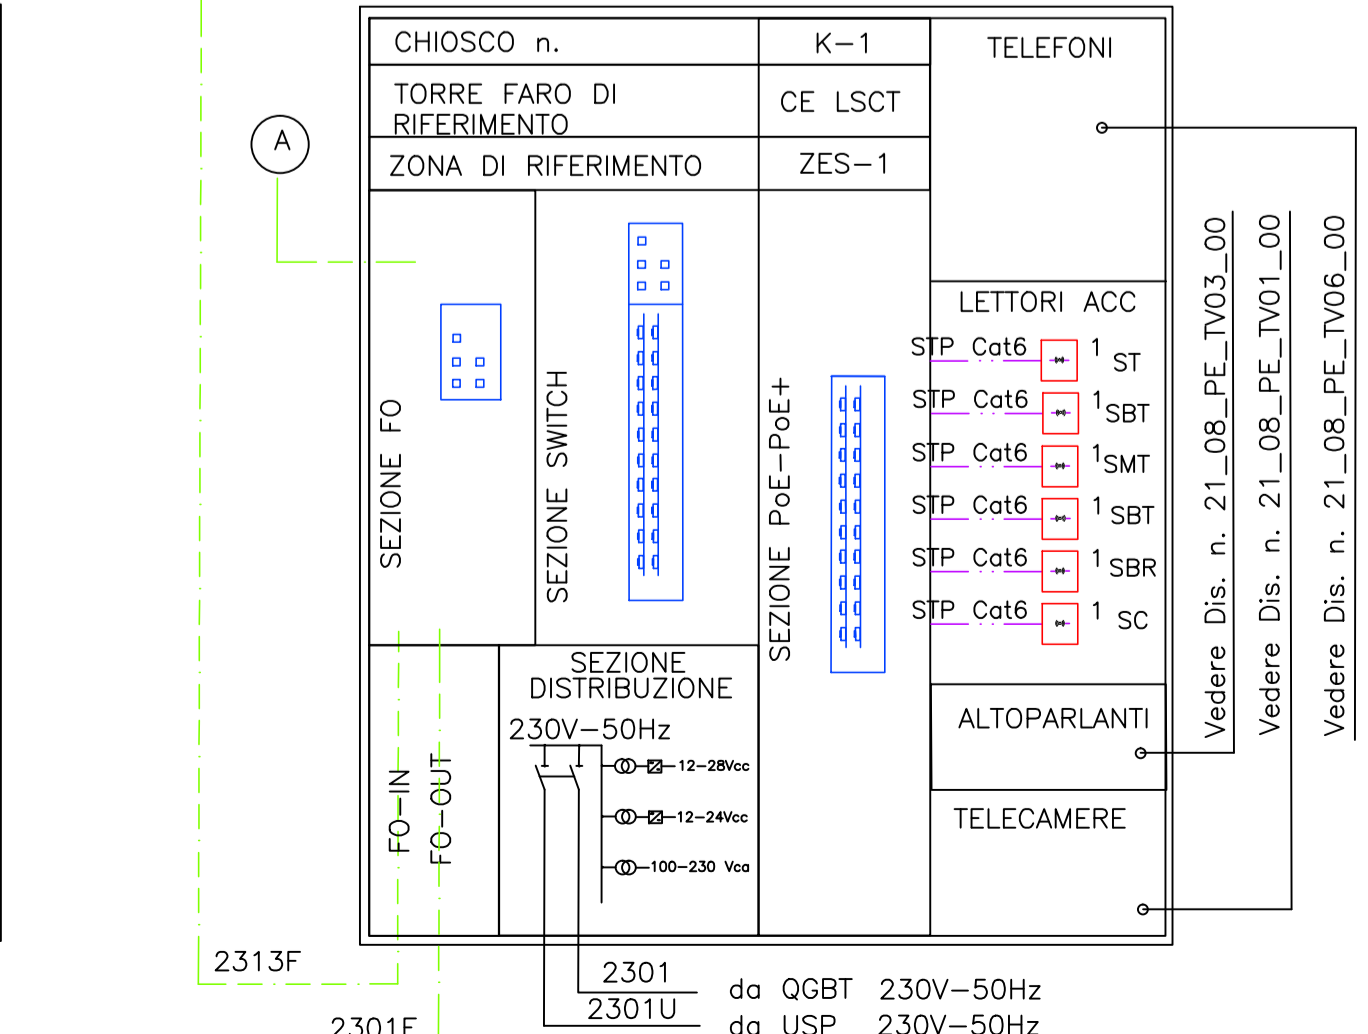 CHIOSCO n.
K-1
TELEFONI
TORRE FARO DI
RIFERIMENTO
CE LSCT
ZONA DI RIFERIMENTO
ZES-1
A
SEZIONE FO
SEZIONE SWITCH
SEZIONE PoE-PoE+
LETTORI ACC
STP Cat6 1 ST
STP Cat6 1 SBT
STP Cat6 1 SMT
STP Cat6 1 SBT
STP Cat6 1 SBR
STP Cat6 1 SC
Vedere Dis. n. 21_08_PE_TV03_00
Vedere Dis. n. 21_08_PE_TV01_00
Vedere Dis. n. 21_08_PE_TV06_00
FO-IN
FO-OUT
SEZIONE
DISTRIBUZIONE
230V-50Hz
12-28Vcc
12-24Vcc
100-230 Vca
ALTOPARLANTI
TELECAMERE
2313F
2301
da QGBT 230V-50Hz
2301U
da USP 230V-50Hz
2301F